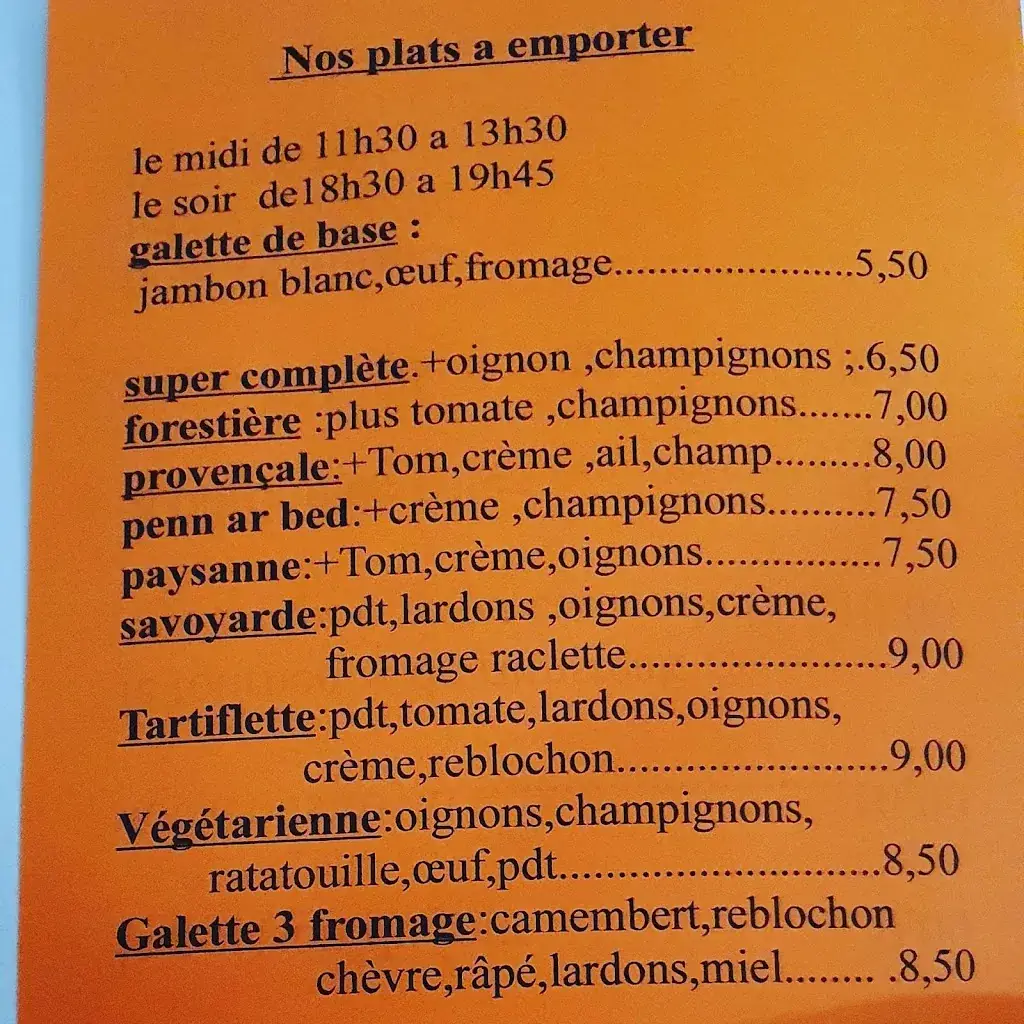 Nos plats a emporter
le midi de 11h30 a 13h30
le soir de18h30 a 19h45
galette de base :
jambon blanc,œuf,fromage......................5,50
super complète.+oignon ,champignons ;.6,50
forestière :plus tomate ,champignons.......7,00
provençale:+Tom,crème ,ail,champ.........8,00
penn ar bed:+crème ,champignons..........7,50
paysanne:+Tom,crème,oignons................7,50
savoyarde:pdt,lardons ,oignons,crème,
fromage raclette.......................9,00
Tartiflette:pdt,tomate,lardons,oignons,
crème,reblochon........................9,00
Végétarienne:oignons,champignons,
ratatouille,œuf,pdt............................8,50
Galette 3 fromage:camembert,reblochon
chèvre,râpé,lardons,miel........ .8,50